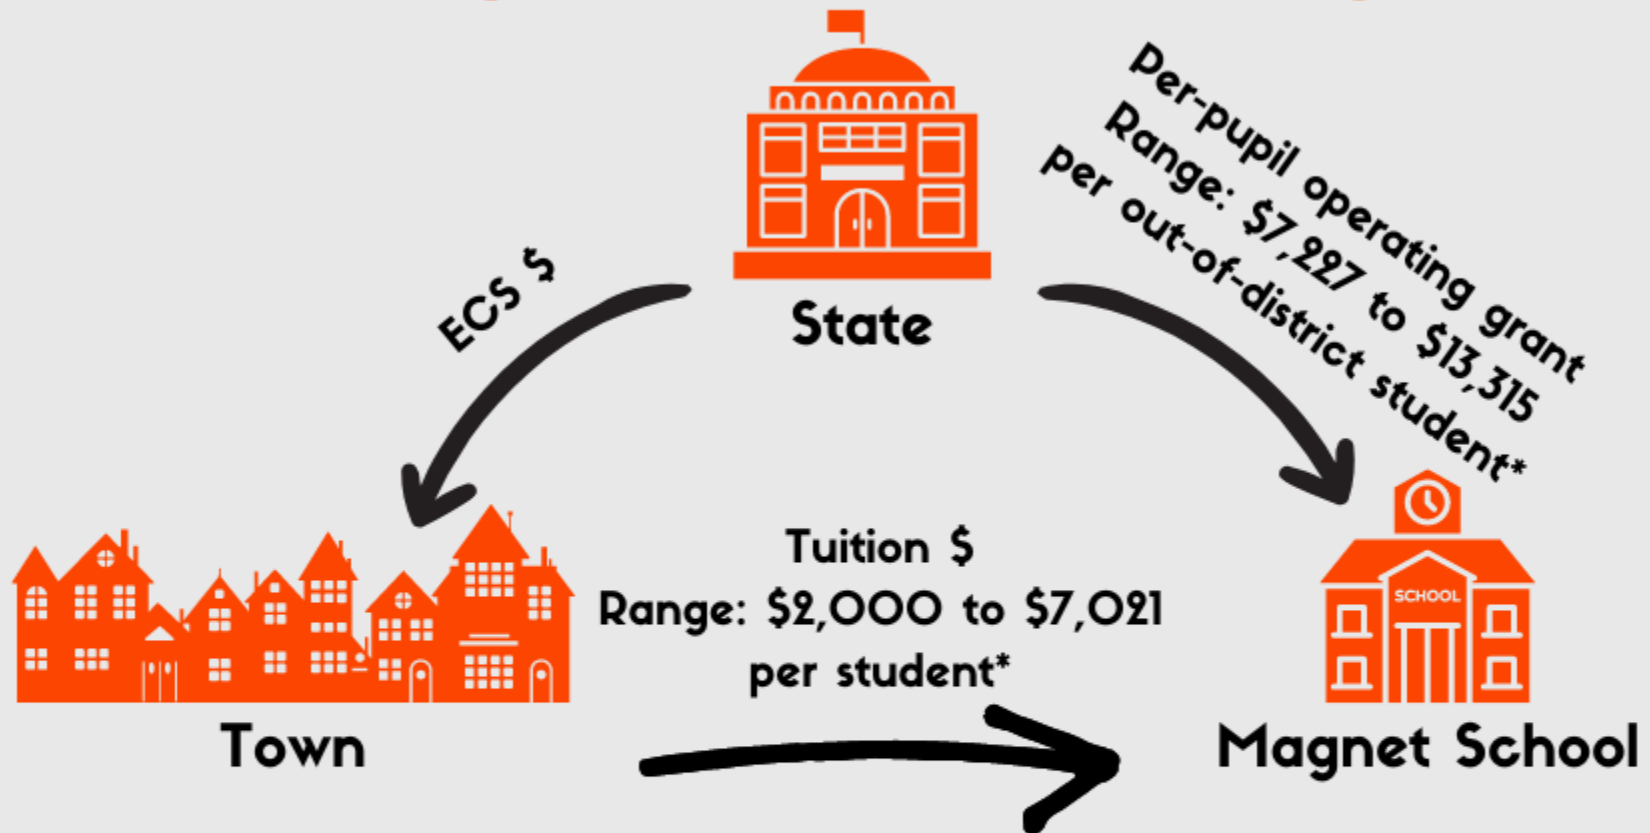 Per-pupil operating grant
Range: $7,227 to $13,315
per out-of-district student*
ECS $
State
Tuition $
Range: $2,000 to $7,021
per student*
SCHOOL
Town
Magnet School